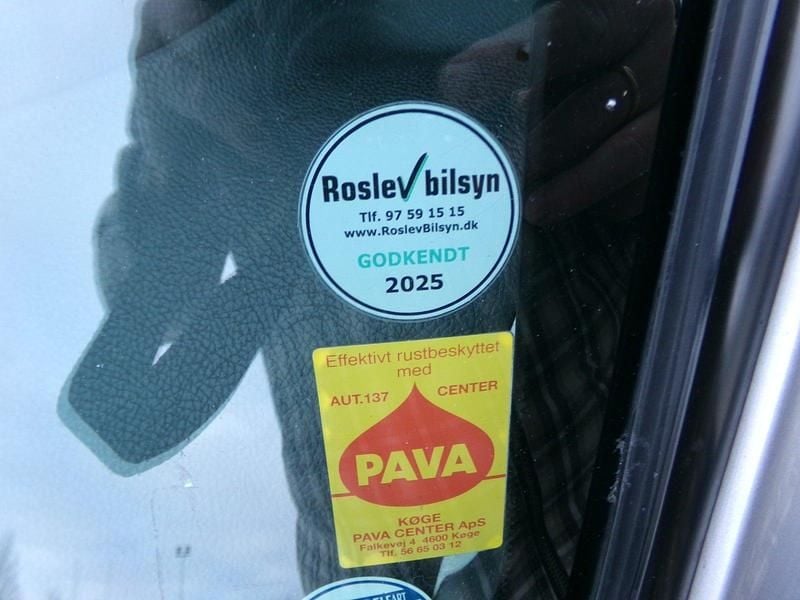 Roslev bilsyn
Tlf. 97 59 15 15
www.RoslevBilsyn.dk
GODKENDT
2025
Effektivt rustbeskyttet
med
AUT.137 CENTER
PAVA
KØGE
PAVA CENTER ApS
Falkevej 4 4600 Køge
Tlf. 56 65 03 12